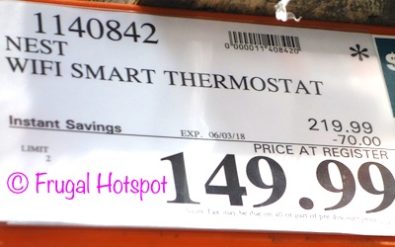 1140842
0000011408420
NEST
WIFI SMART THERMOSTAT
*
$
219.99
Instant Savings EXP. 06/03/18 -70.00
PRICE AT REGISTER
LIMIT
2
149.99
© Frugal Hotspot